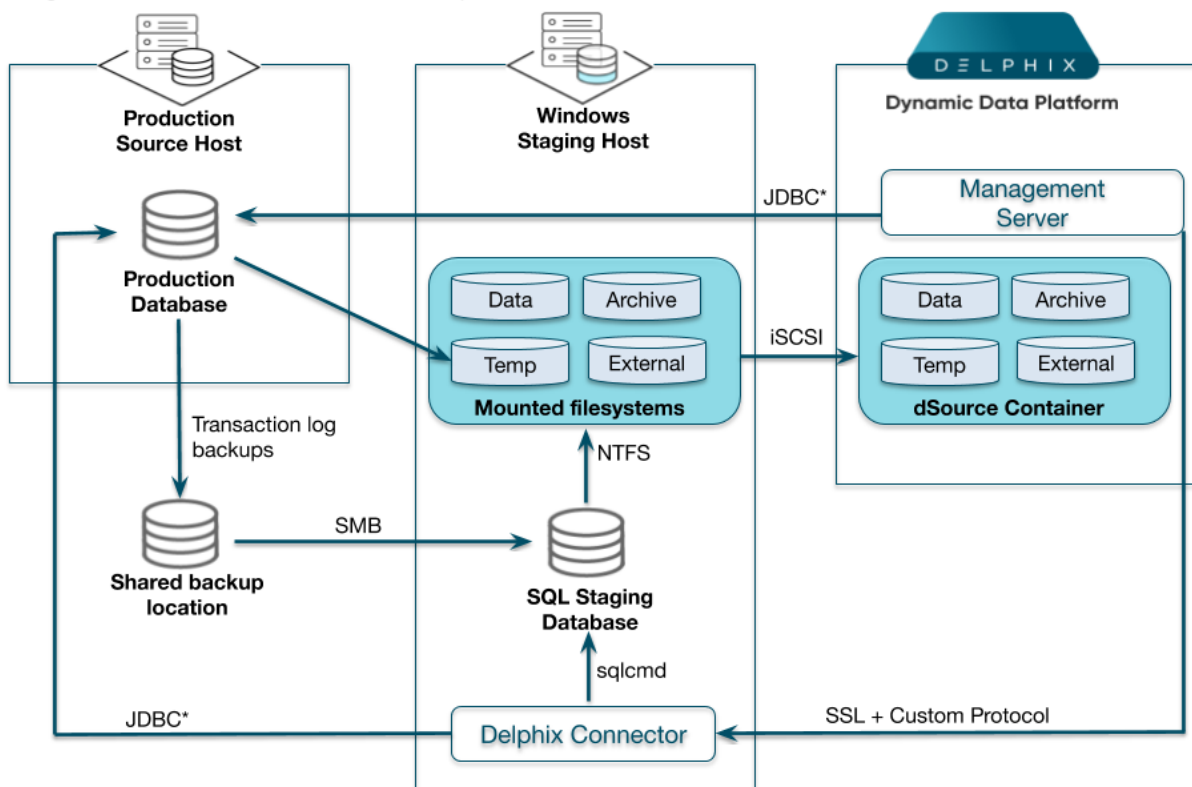 DELPHIX
Dynamic Data Platform
Production
Source Host
Windows
Staging Host
Management
Server
JDBC*
Production
Database
Data
Archive
Temp
External
Mounted filesystems
iSCSI
Data
Archive
Temp
External
dSource Container
Transaction log
backups
NTFS
SMB
Shared backup
location
SQL Staging
Database
sqlcmd
JDBC*
Delphix Connector
SSL + Custom Protocol